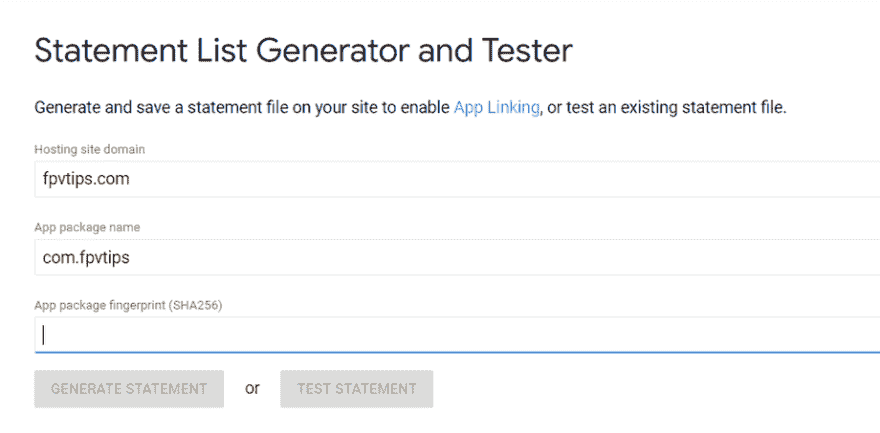 Statement List Generator and Tester
Generate and save a statement file on your site to enable App Linking, or test an existing statement file.
Hosting site domain
fpvtips.com
App package name
com.fpvtips
App package fingerprint (SHA256)
GENERATE STATEMENT or TEST STATEMENT